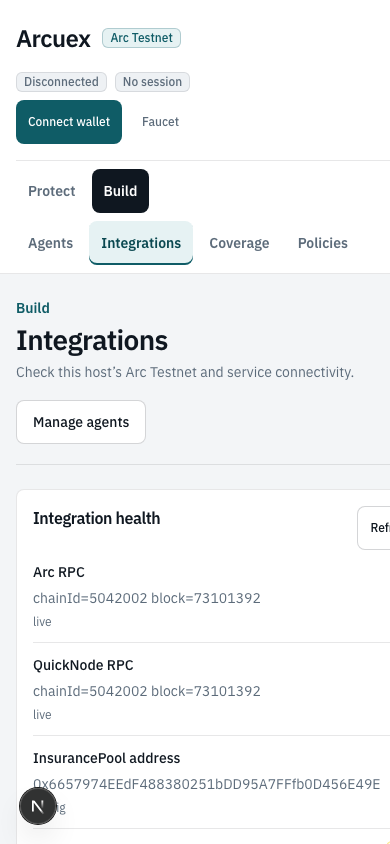 Arcuex Arc Testnet
Disconnected No session
Connect wallet Faucet
Protect Build
Agents Integrations Coverage Policies
Build
Integrations
Check this host’s Arc Testnet and service connectivity.
Manage agents
Integration health
Arc RPC
chainId=5042002 block=73101392
live
QuickNode RPC
chainId=5042002 block=73101392
live
InsurancePool address
0x6657974EEdF488380251bDD95A7FFfb0D456E49E
N